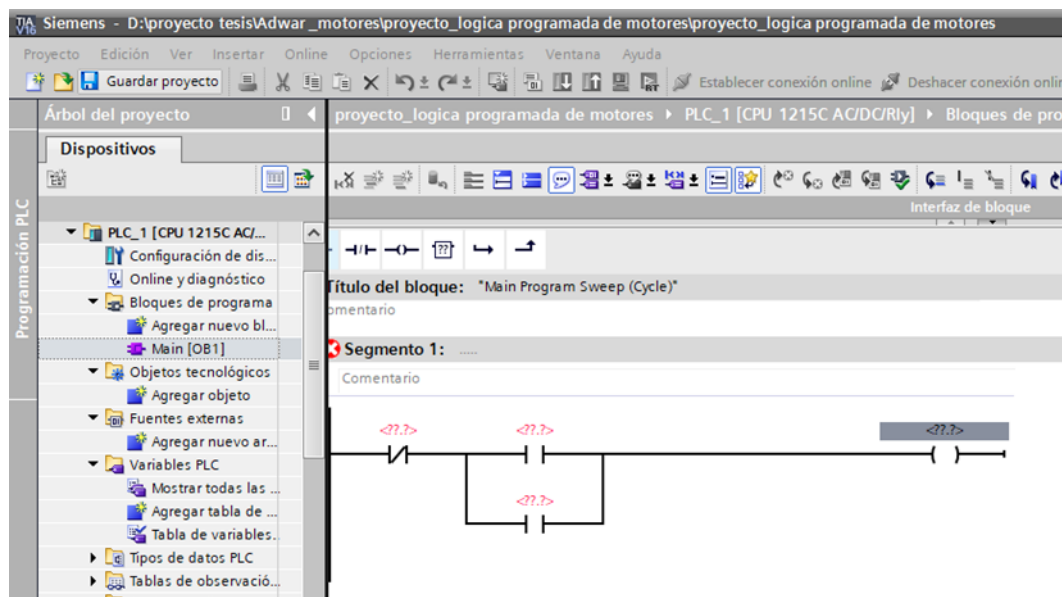 TIA V16 Siemens - D:\proyecto tesis\Adwar_motores\proyecto_logica programada de motores\proyecto_logica programada de motores
Proyecto Edición Ver Insertar Online Opciones Herramientas Ventana Ayuda
Guardar proyecto Establecer conexión online Deshacer conexión onlin
Árbol del proyecto
proyecto_logica programada de motores PLC_1 [CPU 1215C AC/DC/Rly] Bloques de pro
Dispositivos
Programación PLC
Interfaz de bloque
PLC_1 [CPU 1215C AC/...
Configuración de dis...
Online y diagnóstico
Bloques de programa
Agregar nuevo bl...
Main [OB1]
Objetos tecnológicos
Agregar objeto
Fuentes externas
Agregar nuevo ar...
Variables PLC
Mostrar todas las ...
Agregar tabla de ...
Tabla de variables..
Tipos de datos PLC
Tablas de observació...
??
Título del bloque: "Main Program Sweep (Cycle)"
omentario
Segmento 1: .....
Comentario
<??.?> <??.?> <??.?>
<??.?>